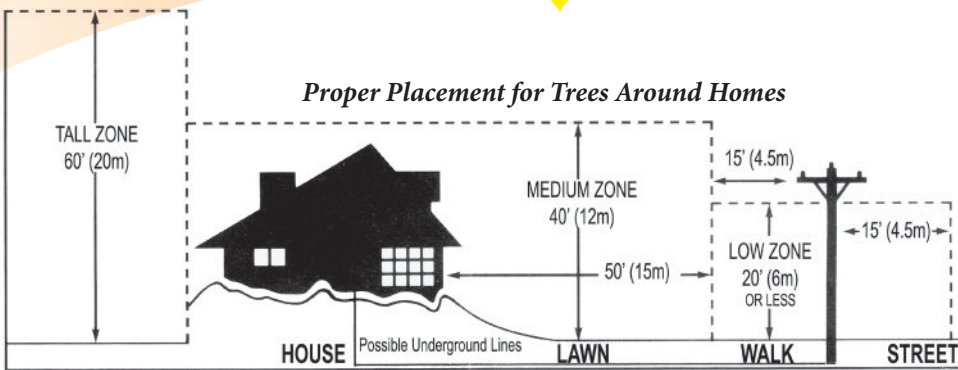 Proper Placement for Trees Around Homes
TALL ZONE
60' (20m)
MEDIUM ZONE
40' (12m)
15' (4.5m)
50' (15m)
LOW ZONE
20' (6m)
OR LESS
15' (4.5m)
HOUSE
Possible Underground Lines
LAWN
WALK
STREET